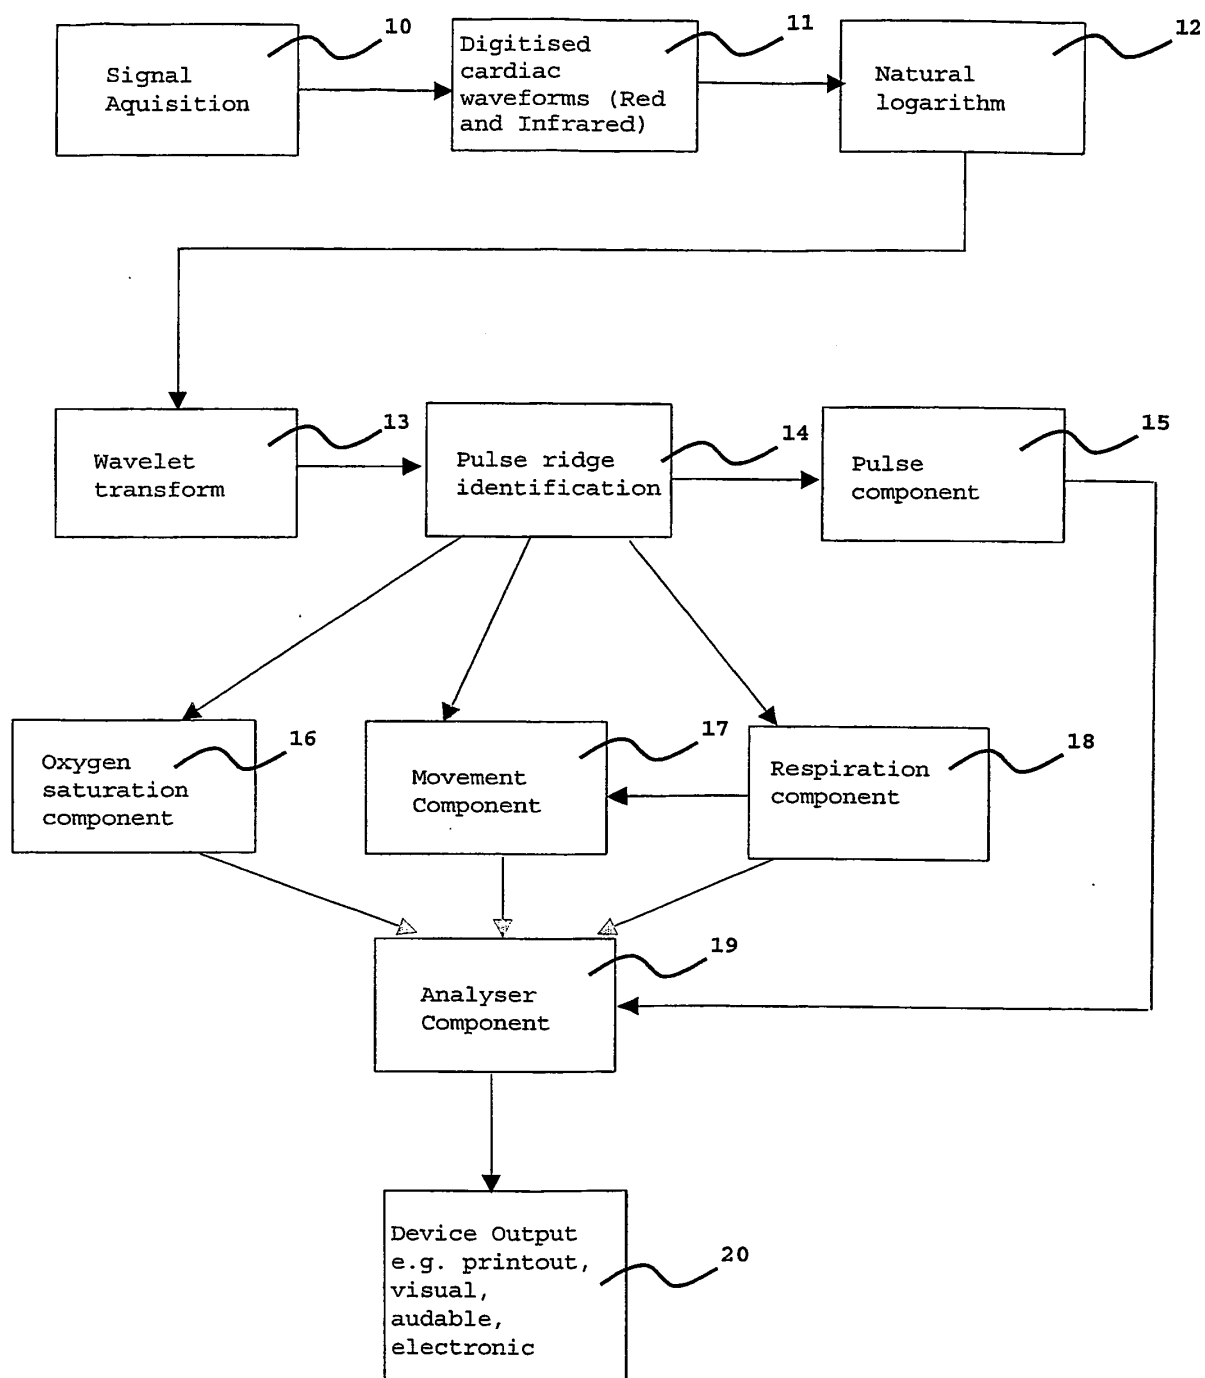 10
Signal
Aquisition
11
Digitised
cardiac
waveforms (Red
and Infrared)
12
Natural
logarithm
13
Wavelet
transform
14
Pulse ridge
identification
15
Pulse
component
16
Oxygen
saturation
component
17
Movement
Component
18
Respiration
component
19
Analyser
Component
20
Device Output
e.g. printout,
visual,
audable,
electronic